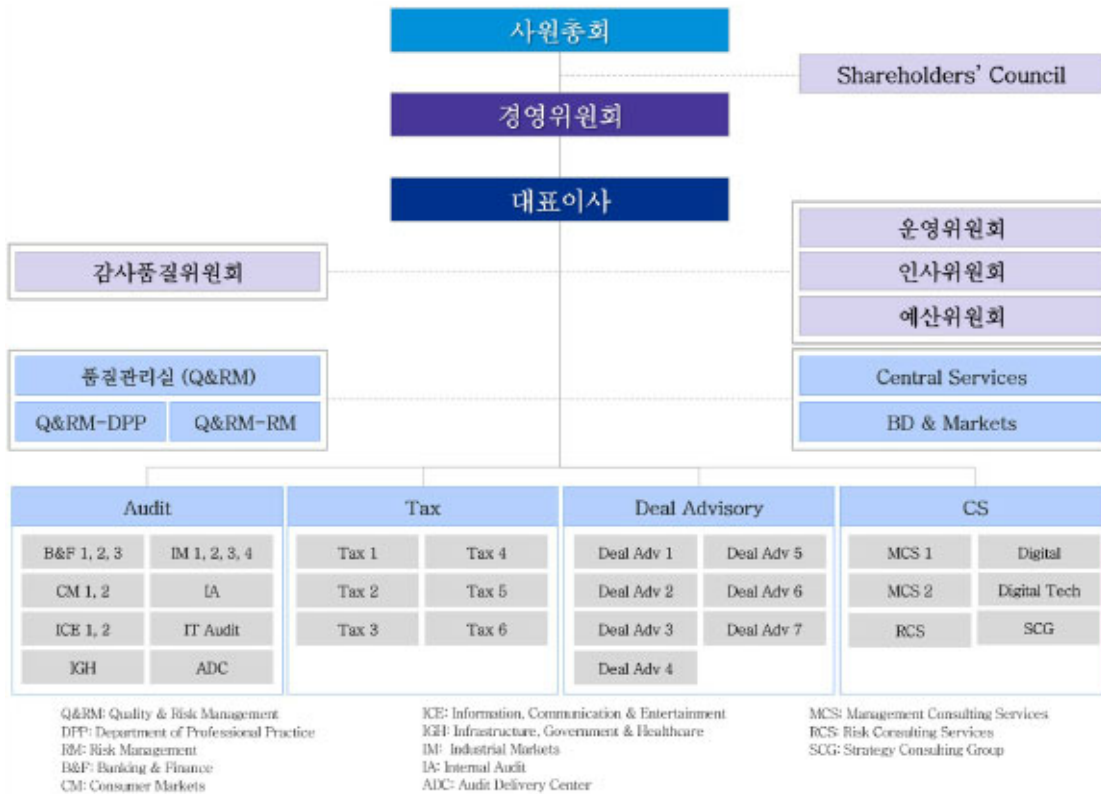 사원총회
Shareholders' Council
경영위원회
대표이사
운영위원회
감사품질위원회
인사위원회
예산위원회
품질관리실 (Q&RM)
Q&RM-DPP
Q&RM-RM
Central Services
BD & Markets
Audit
B&F 1, 2, 3
IM 1, 2, 3, 4
CM 1, 2
IA
ICE 1, 2
IT Audit
IGH
ADC
Tax
Tax 1
Tax 4
Tax 2
Tax 5
Tax 3
Tax 6
Deal Advisory
Deal Adv 1
Deal Adv 5
Deal Adv 2
Deal Adv 6
Deal Adv 3
Deal Adv 7
Deal Adv 4
CS
MCS 1
Digital
MCS 2
Digital Tech
RCS
SCG
Q&RM: Quality & Risk Management
DPP: Department of Professional Practice
RM: Risk Management
B&F: Banking & Finance
CM: Consumer Markets
ICE: Information, Communication & Entertainment
IGH: Infrastructure, Government & Healthcare
IM: Industrial Markets
IA: Internal Audit
ADC: Audit Delivery Center
MCS: Management Consulting Services
RCS: Risk Consulting Services
SCG: Strategy Consulting Group